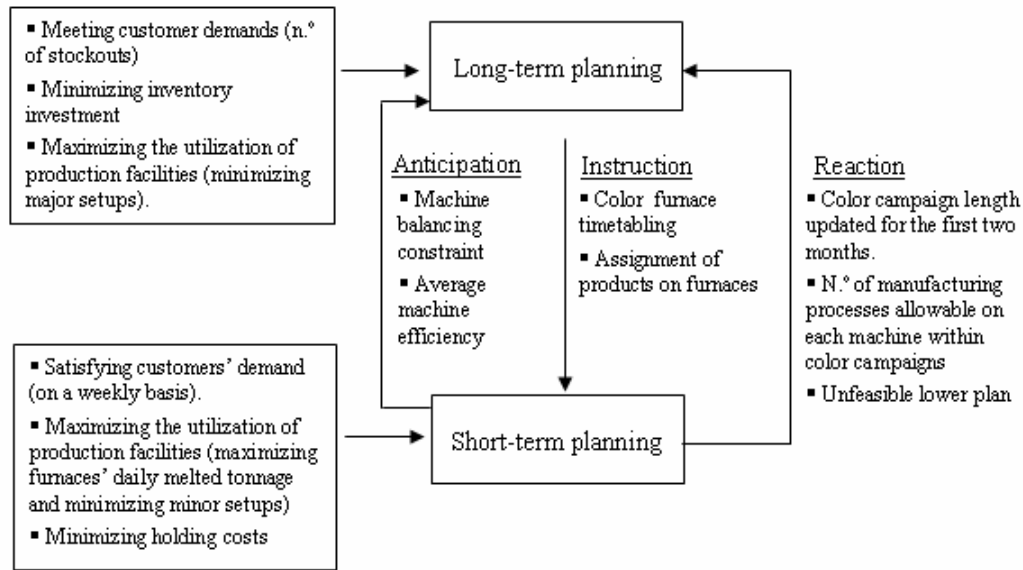 ▪ Meeting customer demands (n.º
of stockouts)
▪ Minimizing inventory
investment
▪ Maximizing the utilization of
production facilities (minimizing
major setups).
Long-term planning
Anticipation
▪ Machine
balancing
constraint
▪ Average
machine
efficiency
Instruction
▪ Color furnace
timetabling
▪ Assignment of
products on furnaces
Reaction
▪ Color campaign length
updated for the first two
months.
▪ N.º of manufacturing
processes allowable on
each machine within
color campaigns
▪ Unfeasible lower plan
▪ Satisfying customers’ demand
(on a weekly basis).
▪ Maximizing the utilization of
production facilities (maximizing
furnaces’ daily melted tonnage
and minimizing minor setups)
▪ Minimizing holding costs
Short-term planning